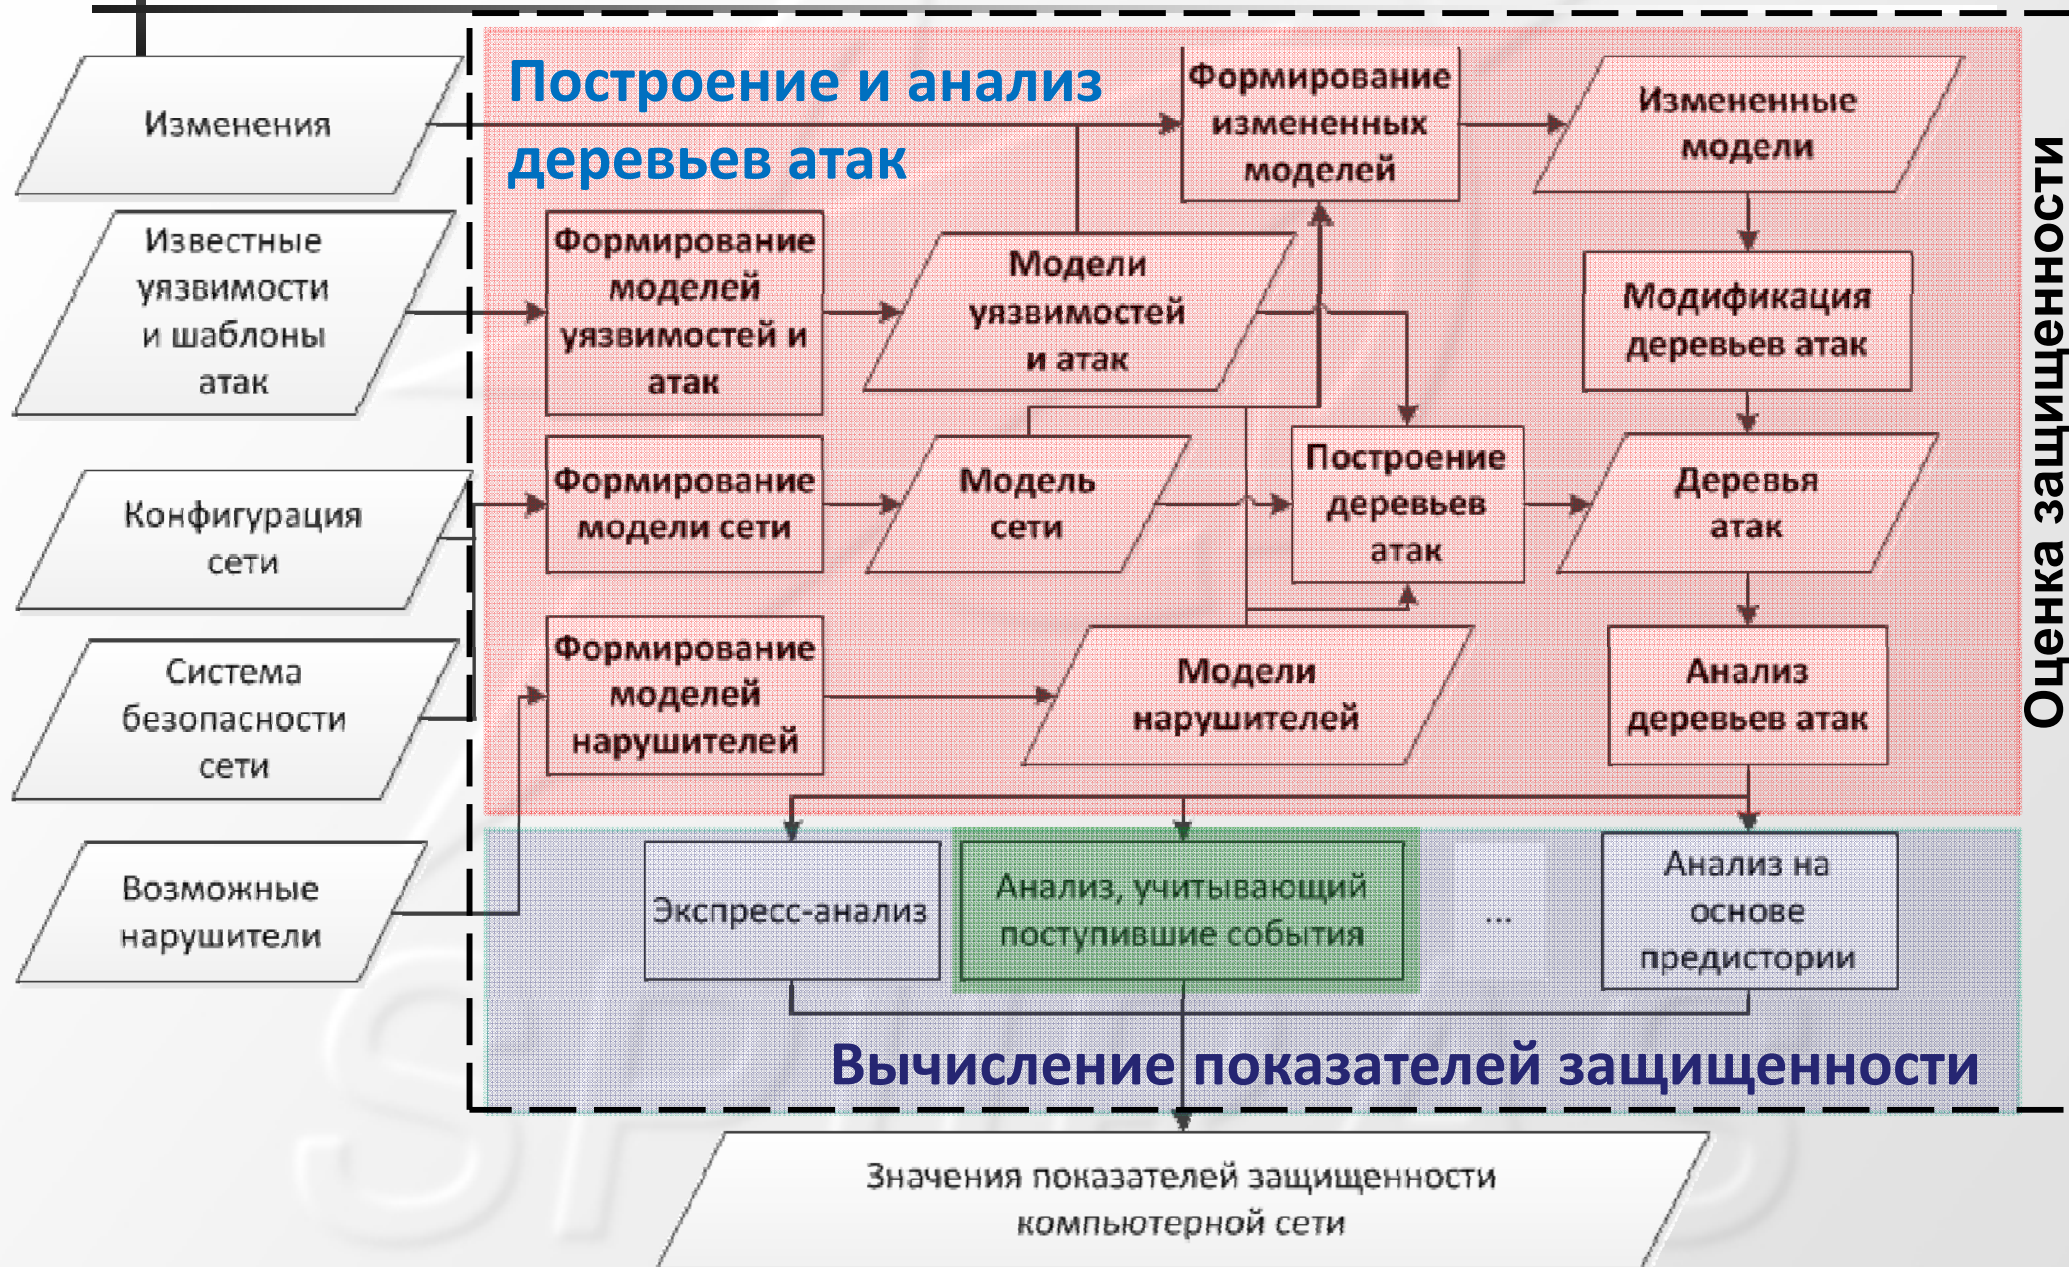 Построение и анализ
деревьев атак
Изменения
Формирование
измененных
моделей
Измененные
модели
Известные
уязвимости
и шаблоны
атак
Формирование
моделей
уязвимостей и
атак
Модели
уязвимостей
и атак
Модификация
деревьев атак
Конфигурация
сети
Формирование
модели сети
Модель
сети
Построение
деревьев
атак
Деревья
атак
Система
безопасности
сети
Формирование
моделей
нарушителей
Модели
нарушителей
Анализ
деревьев атак
Возможные
нарушители
Экспресс-анализ
Анализ, учитывающий
поступившие события
...
Анализ на
основе
предистории
Вычисление показателей защищенности
Значения показателей защищенности
компьютерной сети
Оценка защищенности